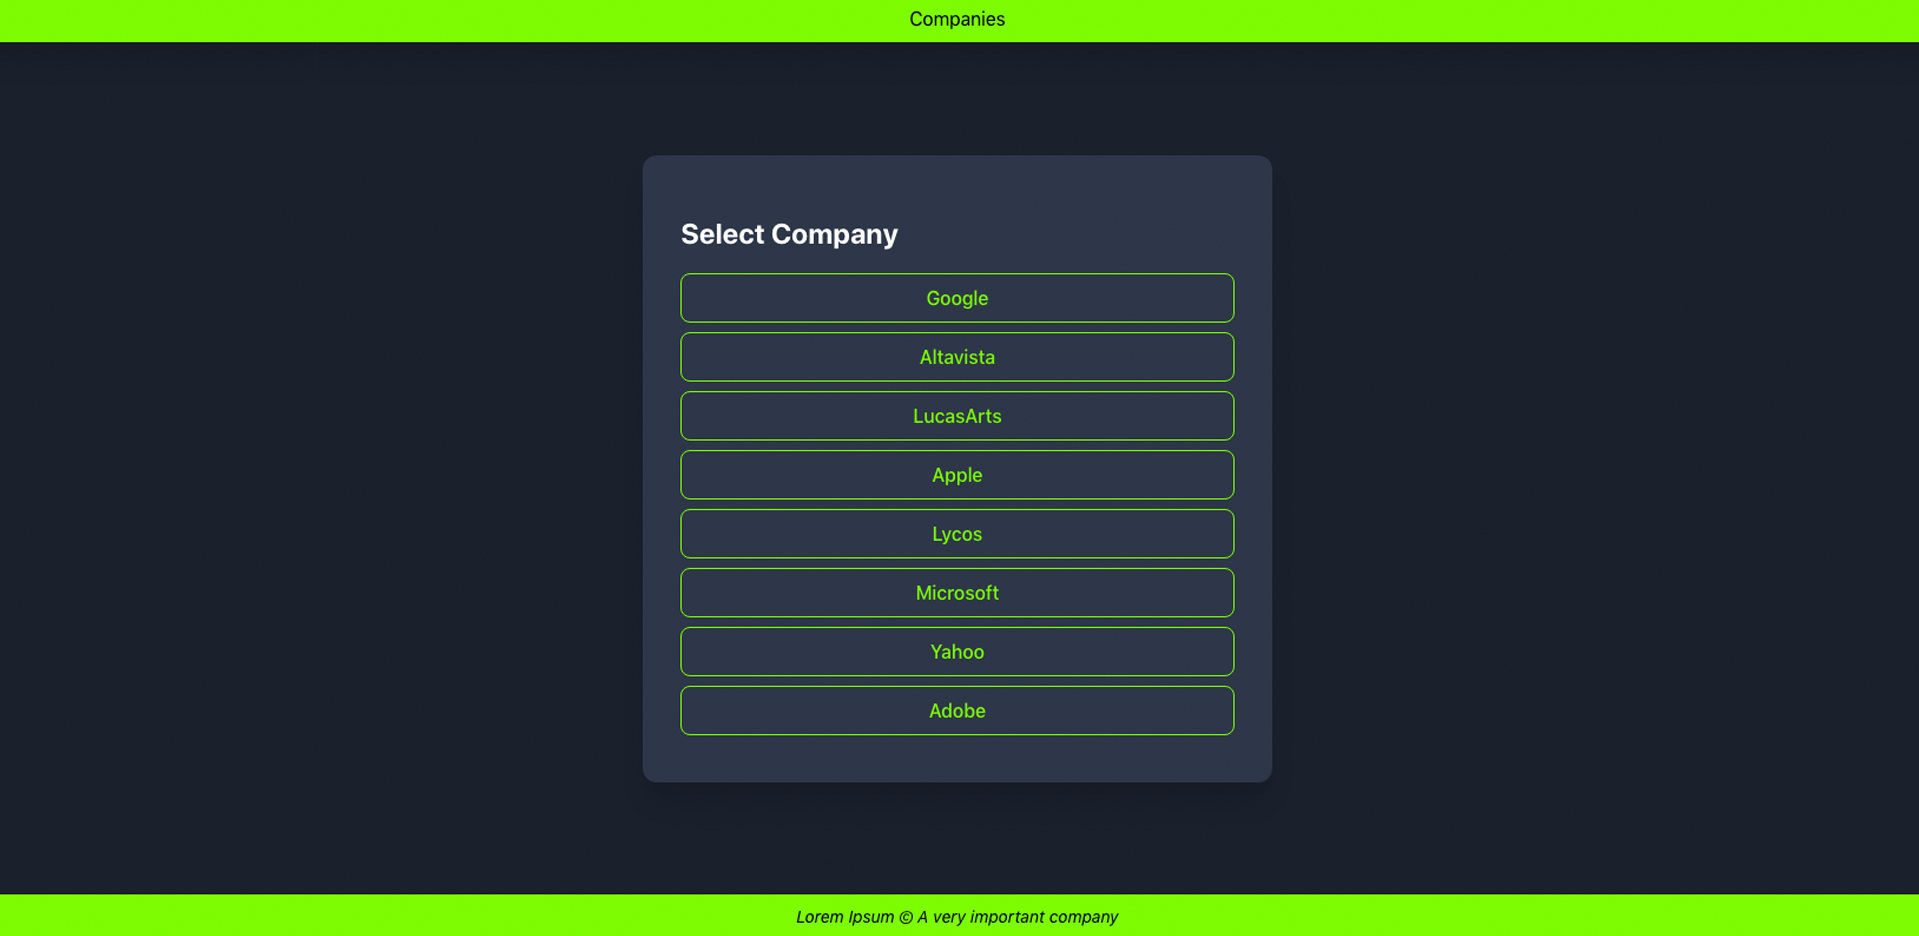 Companies
Select Company
Google
Altavista
LucasArts
Apple
Lycos
Microsoft
Yahoo
Adobe
Lorem Ipsum © A very important company